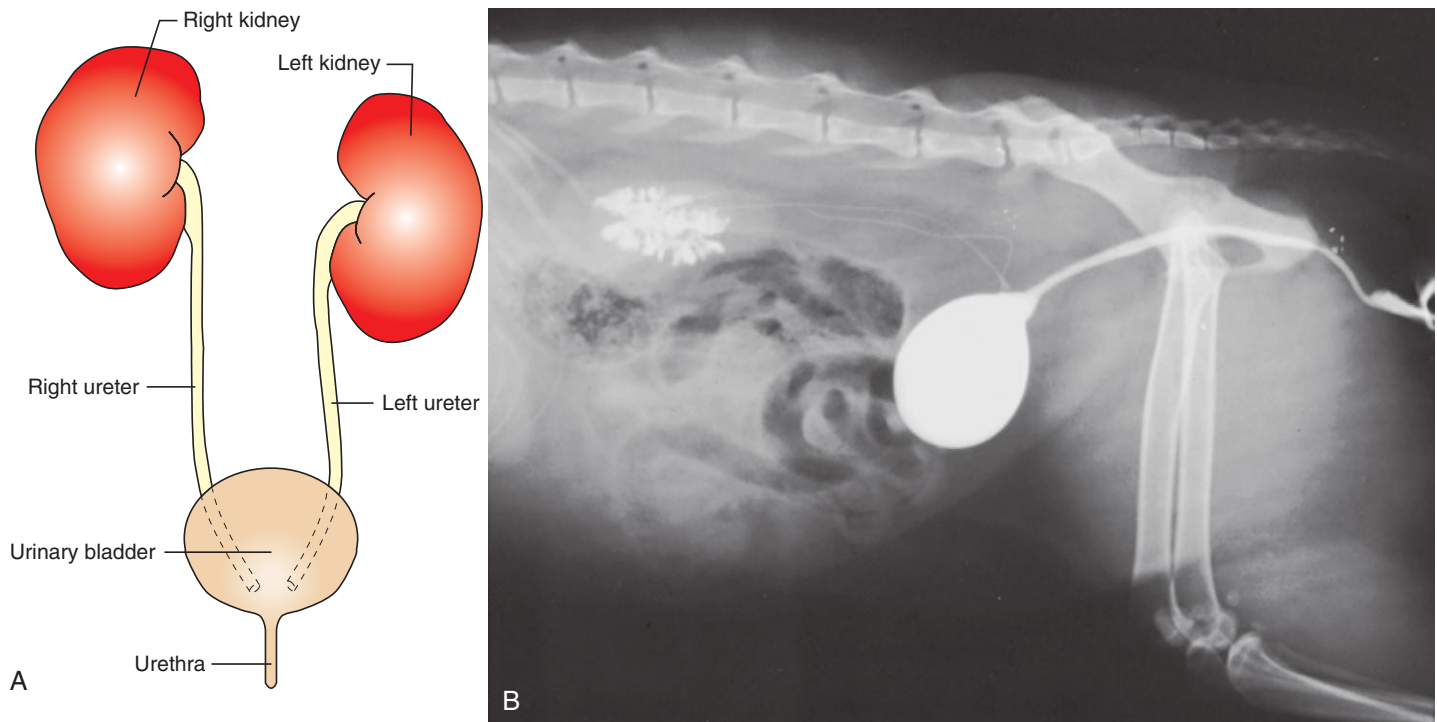 Right kidney
Left kidney
Right ureter
Left ureter
Urinary bladder
Urethra
A
B